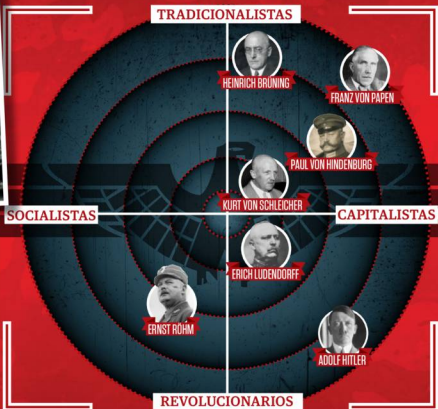 TRADICIONALISTAS
HEINRICH BRÜNING
FRANZ VON PAPEN
PAUL VON HINDENBURG
KURT VON SCHLEICHER
SOCIALISTAS
CAPITALISTAS
ERICH LUDENDORFF
ERNST RÖHM
ADOLF HITLER
REVOLUCIONARIOS